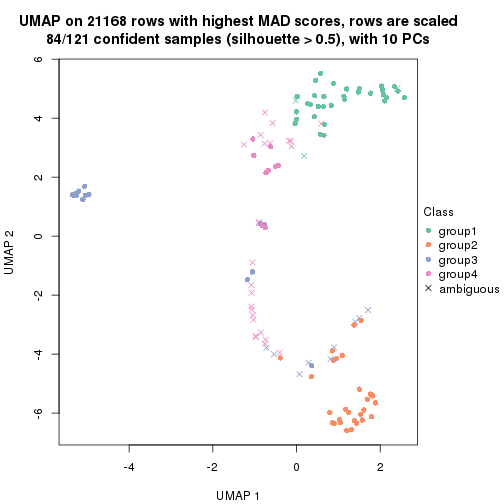 UMAP on 21168 rows with highest MAD scores, rows are scaled
84/121 confident samples (silhouette > 0.5), with 10 PCs
6
4
2
0
-2
-4
-6
UMAP 2
-4
-2
0
2
UMAP 1
Class
group1
group2
group3
group4
ambiguous